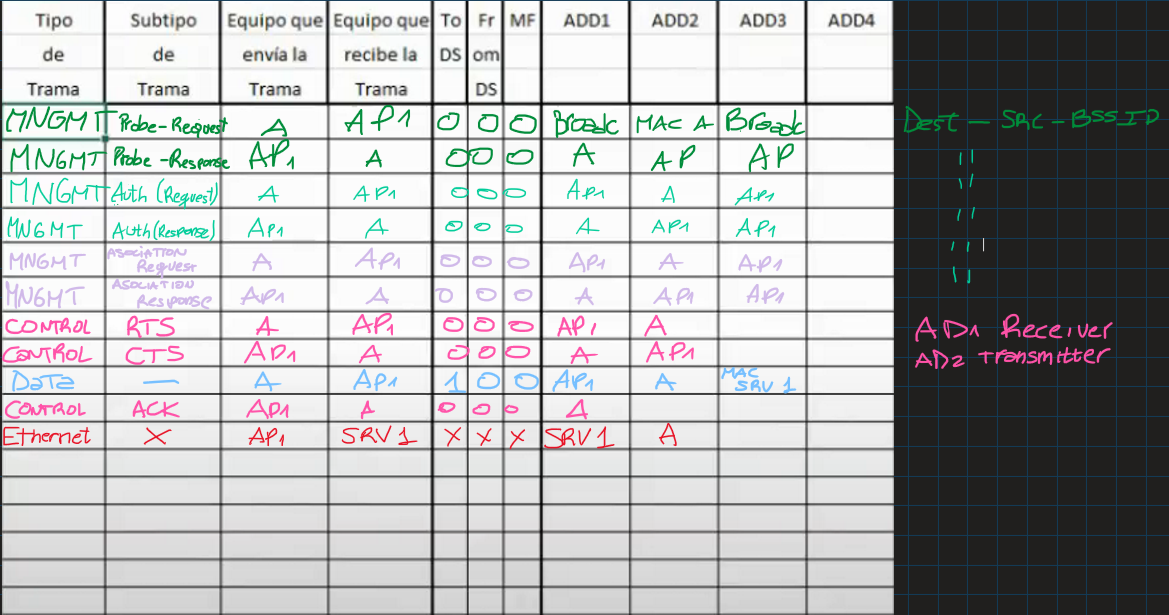 Tipo de Trama | Subtipo de Trama | Equipo que envía la Trama | Equipo que recibe la Trama | To DS | Fr om DS | MF | ADD1 | ADD2 | ADD3 | ADD4
MNGMT | Probe-Request | A | AP1 | 0 | 0 | 0 | Broadc | MAC A | Broadc
Dest - SRC - BSSID
MNGMT | Probe-Response | AP1 | A | 0 | 0 | 0 | A | AP | AP
MNGMT | Auth (Request) | A | AP1 | 0 | 0 | 0 | AP1 | A | AP1
MNGMT | Auth (Response) | AP1 | A | 0 | 0 | 0 | A | AP1 | AP1
MNGMT | ASOCIATION Request | A | AP1 | 0 | 0 | 0 | AP1 | A | AP1
MNGMT | ASOCIATION Response | AP1 | A | 0 | 0 | 0 | A | AP1 | AP1
CONTROL | RTS | A | AP1 | 0 | 0 | 0 | AP1 | A
AD1 Receiver
CONTROL | CTS | AP1 | A | 0 | 0 | 0 | A | AP1
AD2 transmitter
DATA | — | A | AP1 | 1 | 0 | 0 | AP1 | A | MAC SRV 1
CONTROL | ACK | AP1 | A | 0 | 0 | 0 | A
Ethernet | X | AP1 | SRV1 | X | X | X | SRV1 | A